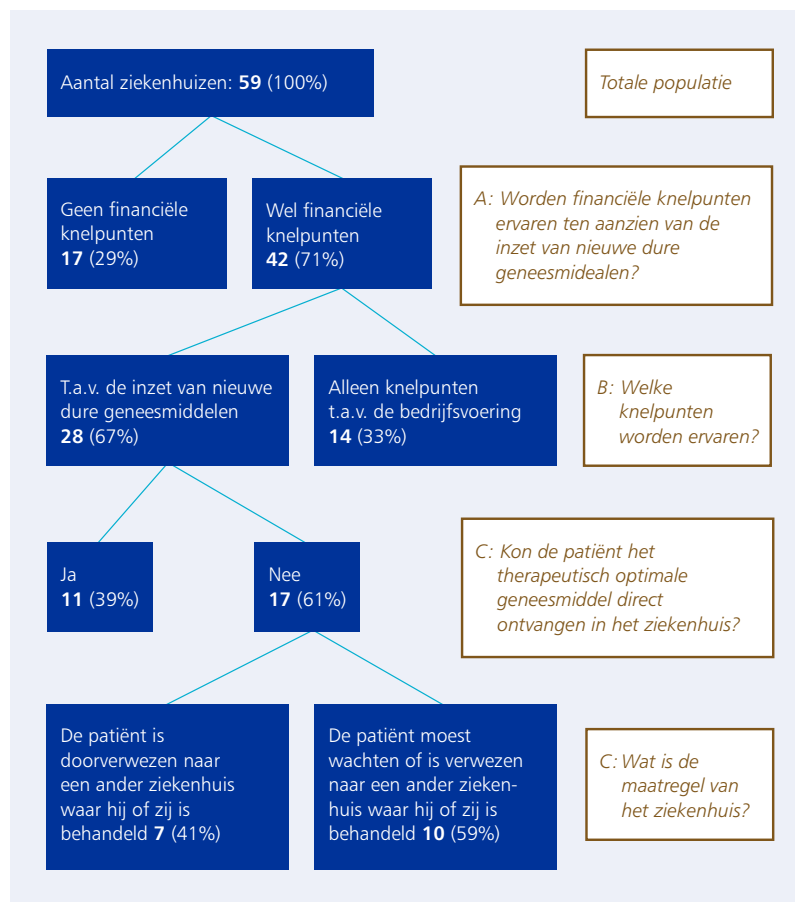 Aantal ziekenhuizen: 59 (100%)
Totale populatie
Geen financiële
knelpunten
17 (29%)
Wel financiële
knelpunten
42 (71%)
A: Worden financiële knelpunten
ervaren ten aanzien van de
inzet van nieuwe dure
geneesmidealen?
T.a.v. de inzet van nieuwe
dure geneesmiddelen
28 (67%)
Alleen knelpunten
t.a.v. de bedrijfsvoering
14 (33%)
B: Welke
knelpunten
worden ervaren?
Ja
11 (39%)
Nee
17 (61%)
C: Kon de patiënt het
therapeutisch optimale
geneesmiddel direct
ontvangen in het ziekenhuis?
De patiënt is
doorverwezen naar
een ander ziekenhuis
waar hij of zij is
behandeld 7 (41%)
De patiënt moest
wachten of is verwezen
naar een ander zieken-
huis waar hij of zij is
behandeld 10 (59%)
C: Wat is de
maatregel van
het ziekenhuis?